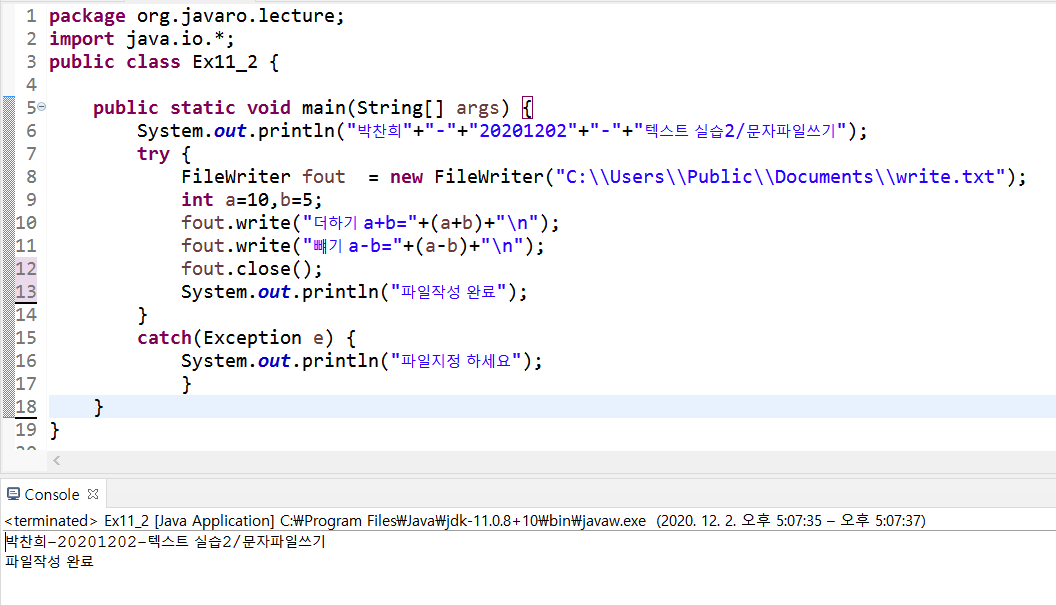 1 package org.javaro.lecture;
2 import java.io.*;
3 public class Ex11_2 {
4
5 public static void main(String[] args) {
6 System.out.println("박찬희"+"-"+"20201202"+"-"+"텍스트 실습2/문자파일쓰기");
7 try {
8 FileWriter fout  = new FileWriter("C:\\Users\\Public\\Documents\\write.txt");
9 int a=10,b=5;
10 fout.write("더하기 a+b="+(a+b)+"\n");
11 fout.write("뺴기 a-b="+(a-b)+"\n");
12 fout.close();
13 System.out.println("파일작성 완료");
14 }
15 catch(Exception e) {
16 System.out.println("파일지정 하세요");
17 }
18 }
19 }
Console
<terminated> Ex11_2 [Java Application] C:₩Program Files₩Java₩jdk-11.0.8+10₩bin₩javaw.exe (2020. 12. 2. 오후 5:07:35 – 오후 5:07:37)
박찬희-20201202-텍스트 실습2/문자파일쓰기
파일작성 완료